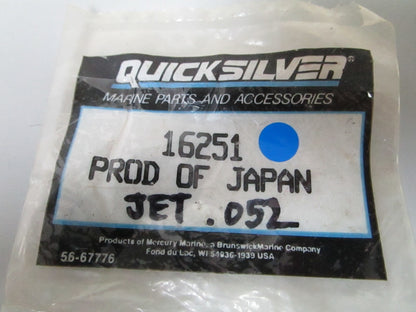 QUICKSILVER®
MARINE PARTS AND ACCESSORIES
16251
PROD OF JAPAN
JET .052
Products of Mercury Marine, a Brunswick Marine Company
Fond du Lac, WI 54936-1939 USA
56-67776